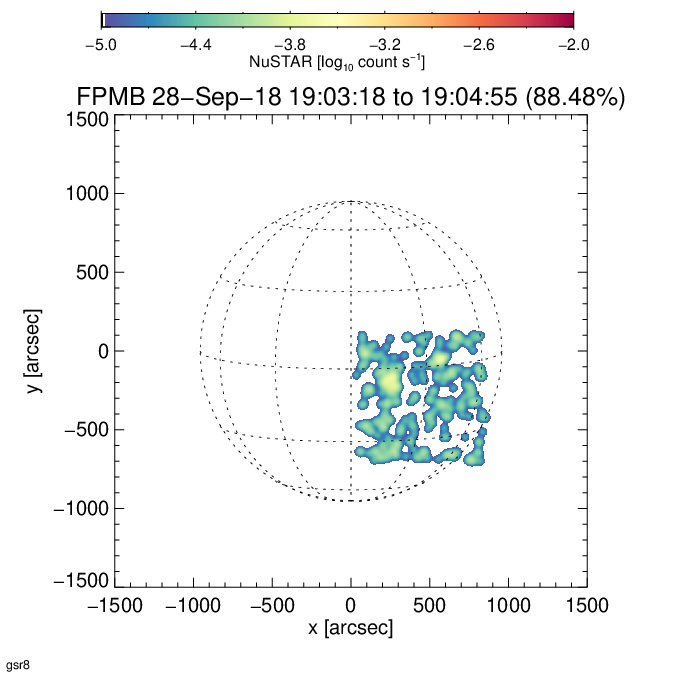 −5.0 −4.4 −3.8 −3.2 −2.6 −2.0
NuSTAR [log₁₀ count s⁻¹]
FPMB 28−Sep−18 19:03:18 to 19:04:55 (88.48%)
1500
1000
500
0
−500
−1000
−1500
y [arcsec]
−1500 −1000 −500 0 500 1000 1500
x [arcsec]
gsr8